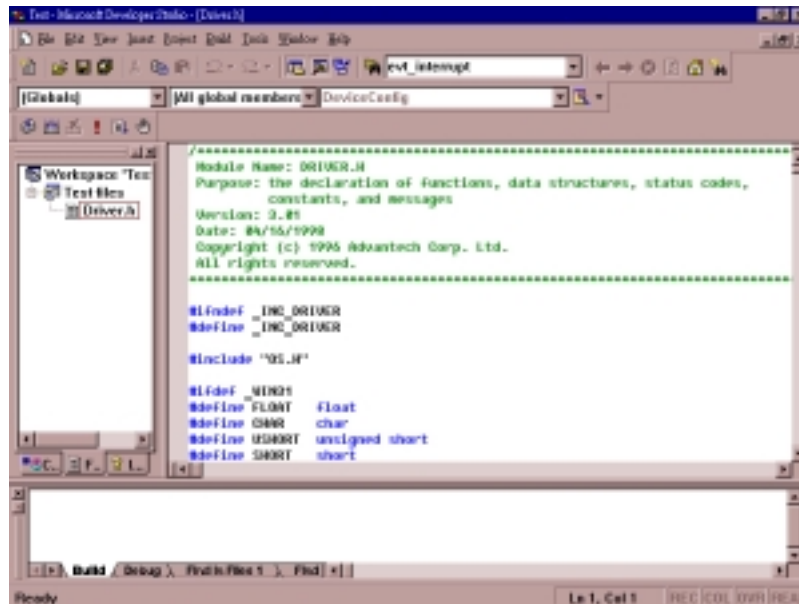 Test - Microsoft Developer Studio - [Driver.h]
File Edit View Insert Project Build Tools Window Help
evt_interrupt
(Globals) (All global members DeviceConfig
Workspace 'Tes
Test files
Driver.h
/***********************************************************************
Module Name: DRIVER.H
Purpose: the declaration of functions, data structures, status codes,
constants, and messages
Version: 3.01
Date: 04/16/1998
Copyright (c) 1996 Advantech Corp. Ltd.
All rights reserved.
************************************************************************
#ifndef _INC_DRIVER
#define _INC_DRIVER
#include "OS.H"
#ifdef _WIN31
#define FLOAT float
#define CHAR char
#define USHORT unsigned short
#define SHORT short
C.. F.. I..
Build Debug Find in Files 1 Find
Ready Ln 1, Col 1 REC COL OVR REA